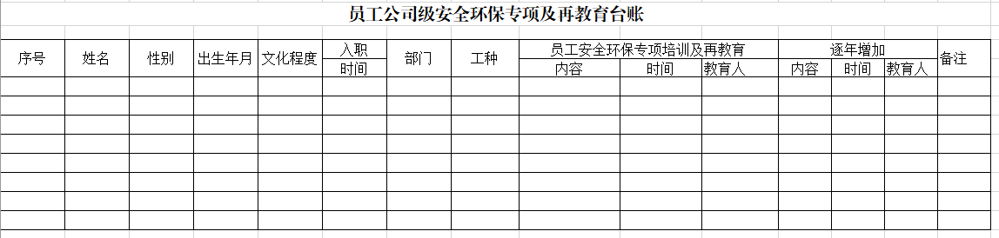 员工公司级安全环保专项及再教育台账
序号 姓名 性别 出生年月 文化程度 入职 部门 工种 员工安全环保专项培训及再教育 逐年增加 备注
时间 内容 时间 教育人 内容 时间 教育人